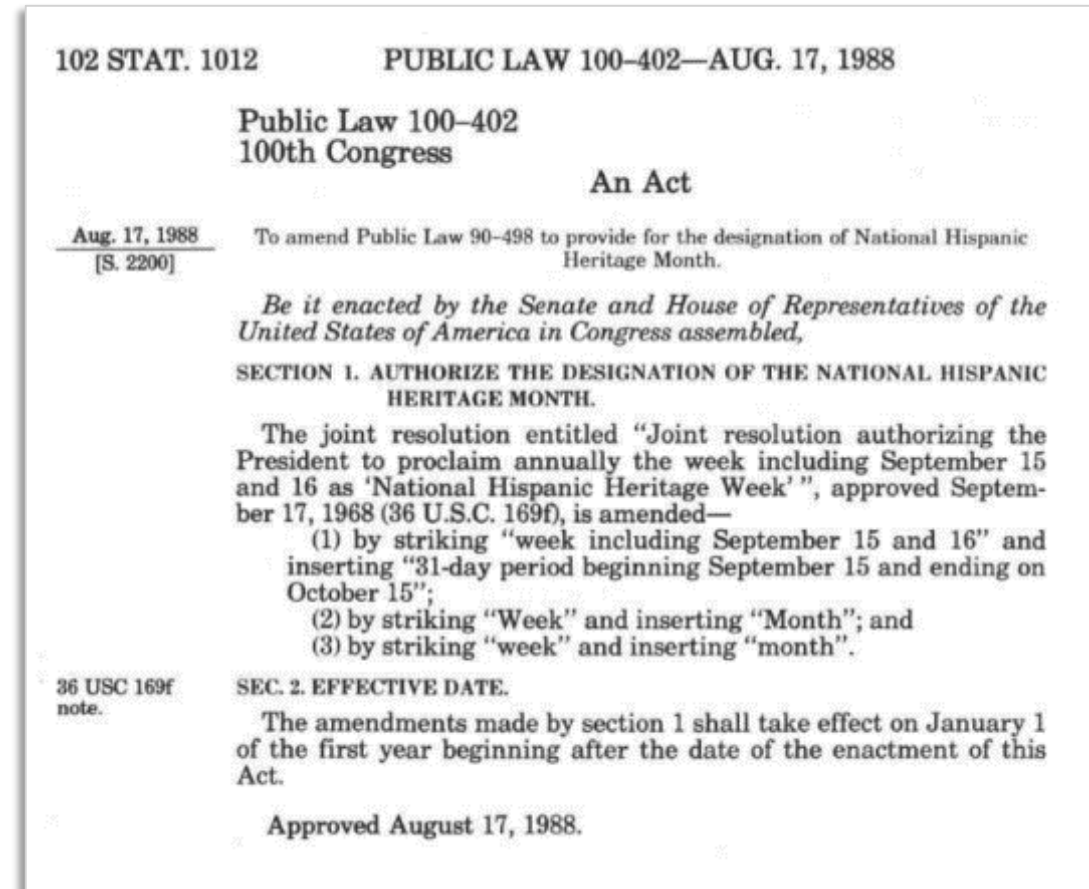 102 STAT. 1012 PUBLIC LAW 100–402—AUG. 17, 1988
Public Law 100–402
100th Congress
An Act
Aug. 17, 1988
[S. 2200]
To amend Public Law 90–498 to provide for the designation of National Hispanic
Heritage Month.
Be it enacted by the Senate and House of Representatives of the
United States of America in Congress assembled,
SECTION 1. AUTHORIZE THE DESIGNATION OF THE NATIONAL HISPANIC
HERITAGE MONTH.
The joint resolution entitled “Joint resolution authorizing the
President to proclaim annually the week including September 15
and 16 as ‘National Hispanic Heritage Week’ ”, approved Septem-
ber 17, 1968 (36 U.S.C. 169f), is amended—
(1) by striking “week including September 15 and 16” and
inserting “31-day period beginning September 15 and ending on
October 15”;
(2) by striking “Week” and inserting “Month”; and
(3) by striking “week” and inserting “month”.
36 USC 169f
note.
SEC. 2. EFFECTIVE DATE.
The amendments made by section 1 shall take effect on January 1
of the first year beginning after the date of the enactment of this
Act.
Approved August 17, 1988.